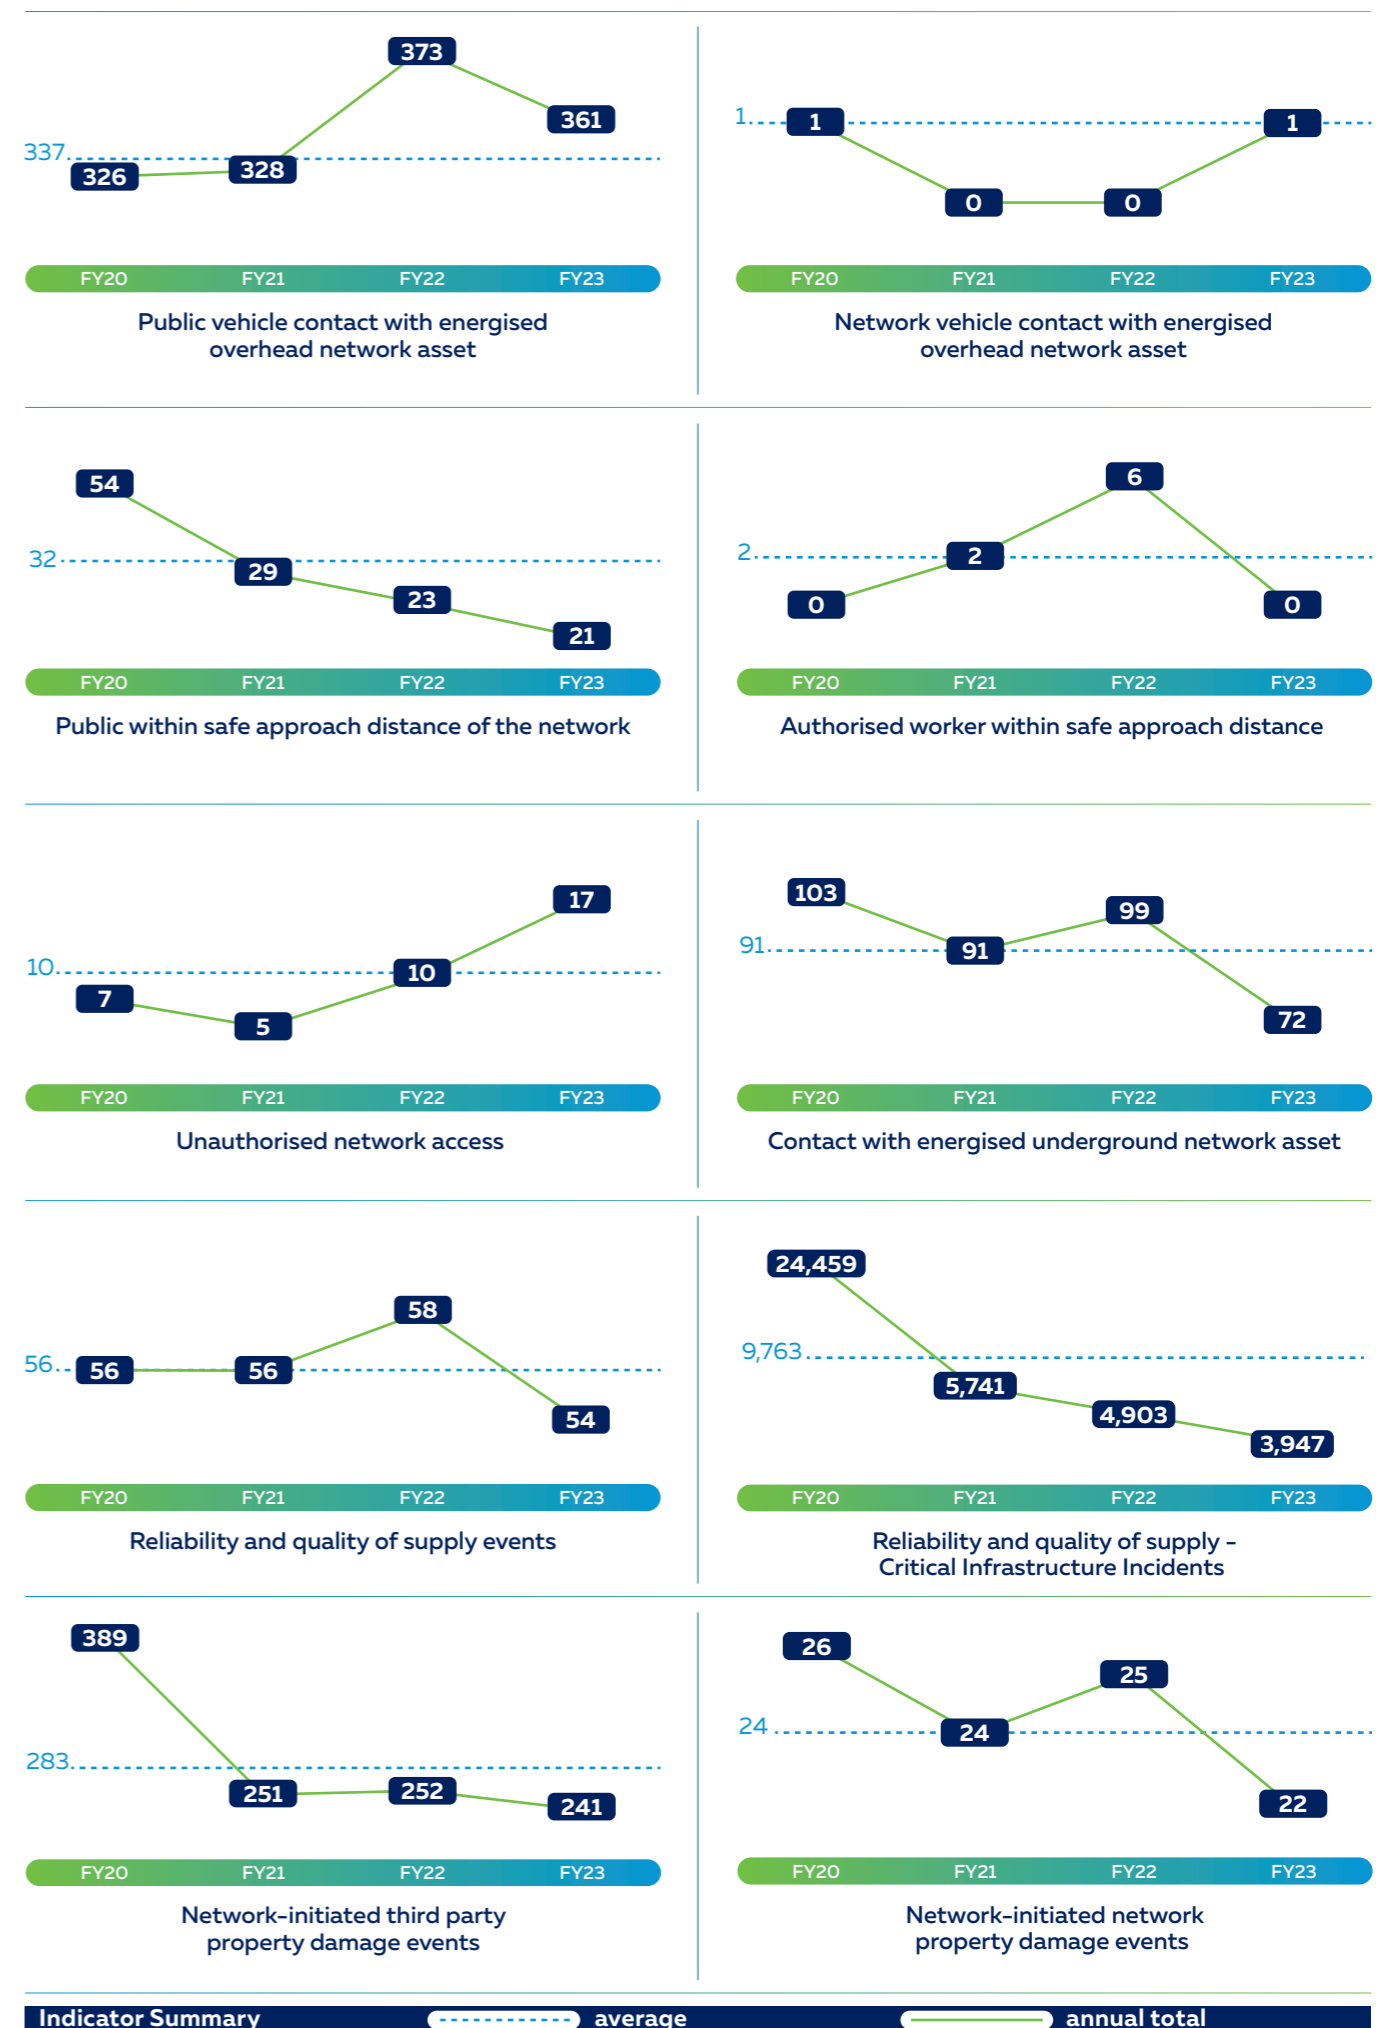 373
361
337
326
328
FY20 FY21 FY22 FY23
Public vehicle contact with energised
overhead network asset
1
1
1
0
0
FY20 FY21 FY22 FY23
Network vehicle contact with energised
overhead network asset
54
32
29
23
21
FY20 FY21 FY22 FY23
Public within safe approach distance of the network
6
2
2
0
0
FY20 FY21 FY22 FY23
Authorised worker within safe approach distance
17
10
10
7
5
FY20 FY21 FY22 FY23
Unauthorised network access
103
99
91
91
72
FY20 FY21 FY22 FY23
Contact with energised underground network asset
58
56
56
56
54
FY20 FY21 FY22 FY23
Reliability and quality of supply events
24,459
9,763
5,741
4,903
3,947
FY20 FY21 FY22 FY23
Reliability and quality of supply -
Critical Infrastructure Incidents
389
283
251
252
241
FY20 FY21 FY22 FY23
Network-initiated third party
property damage events
26
25
24
24
22
FY20 FY21 FY22 FY23
Network-initiated network
property damage events
Indicator Summary average annual total